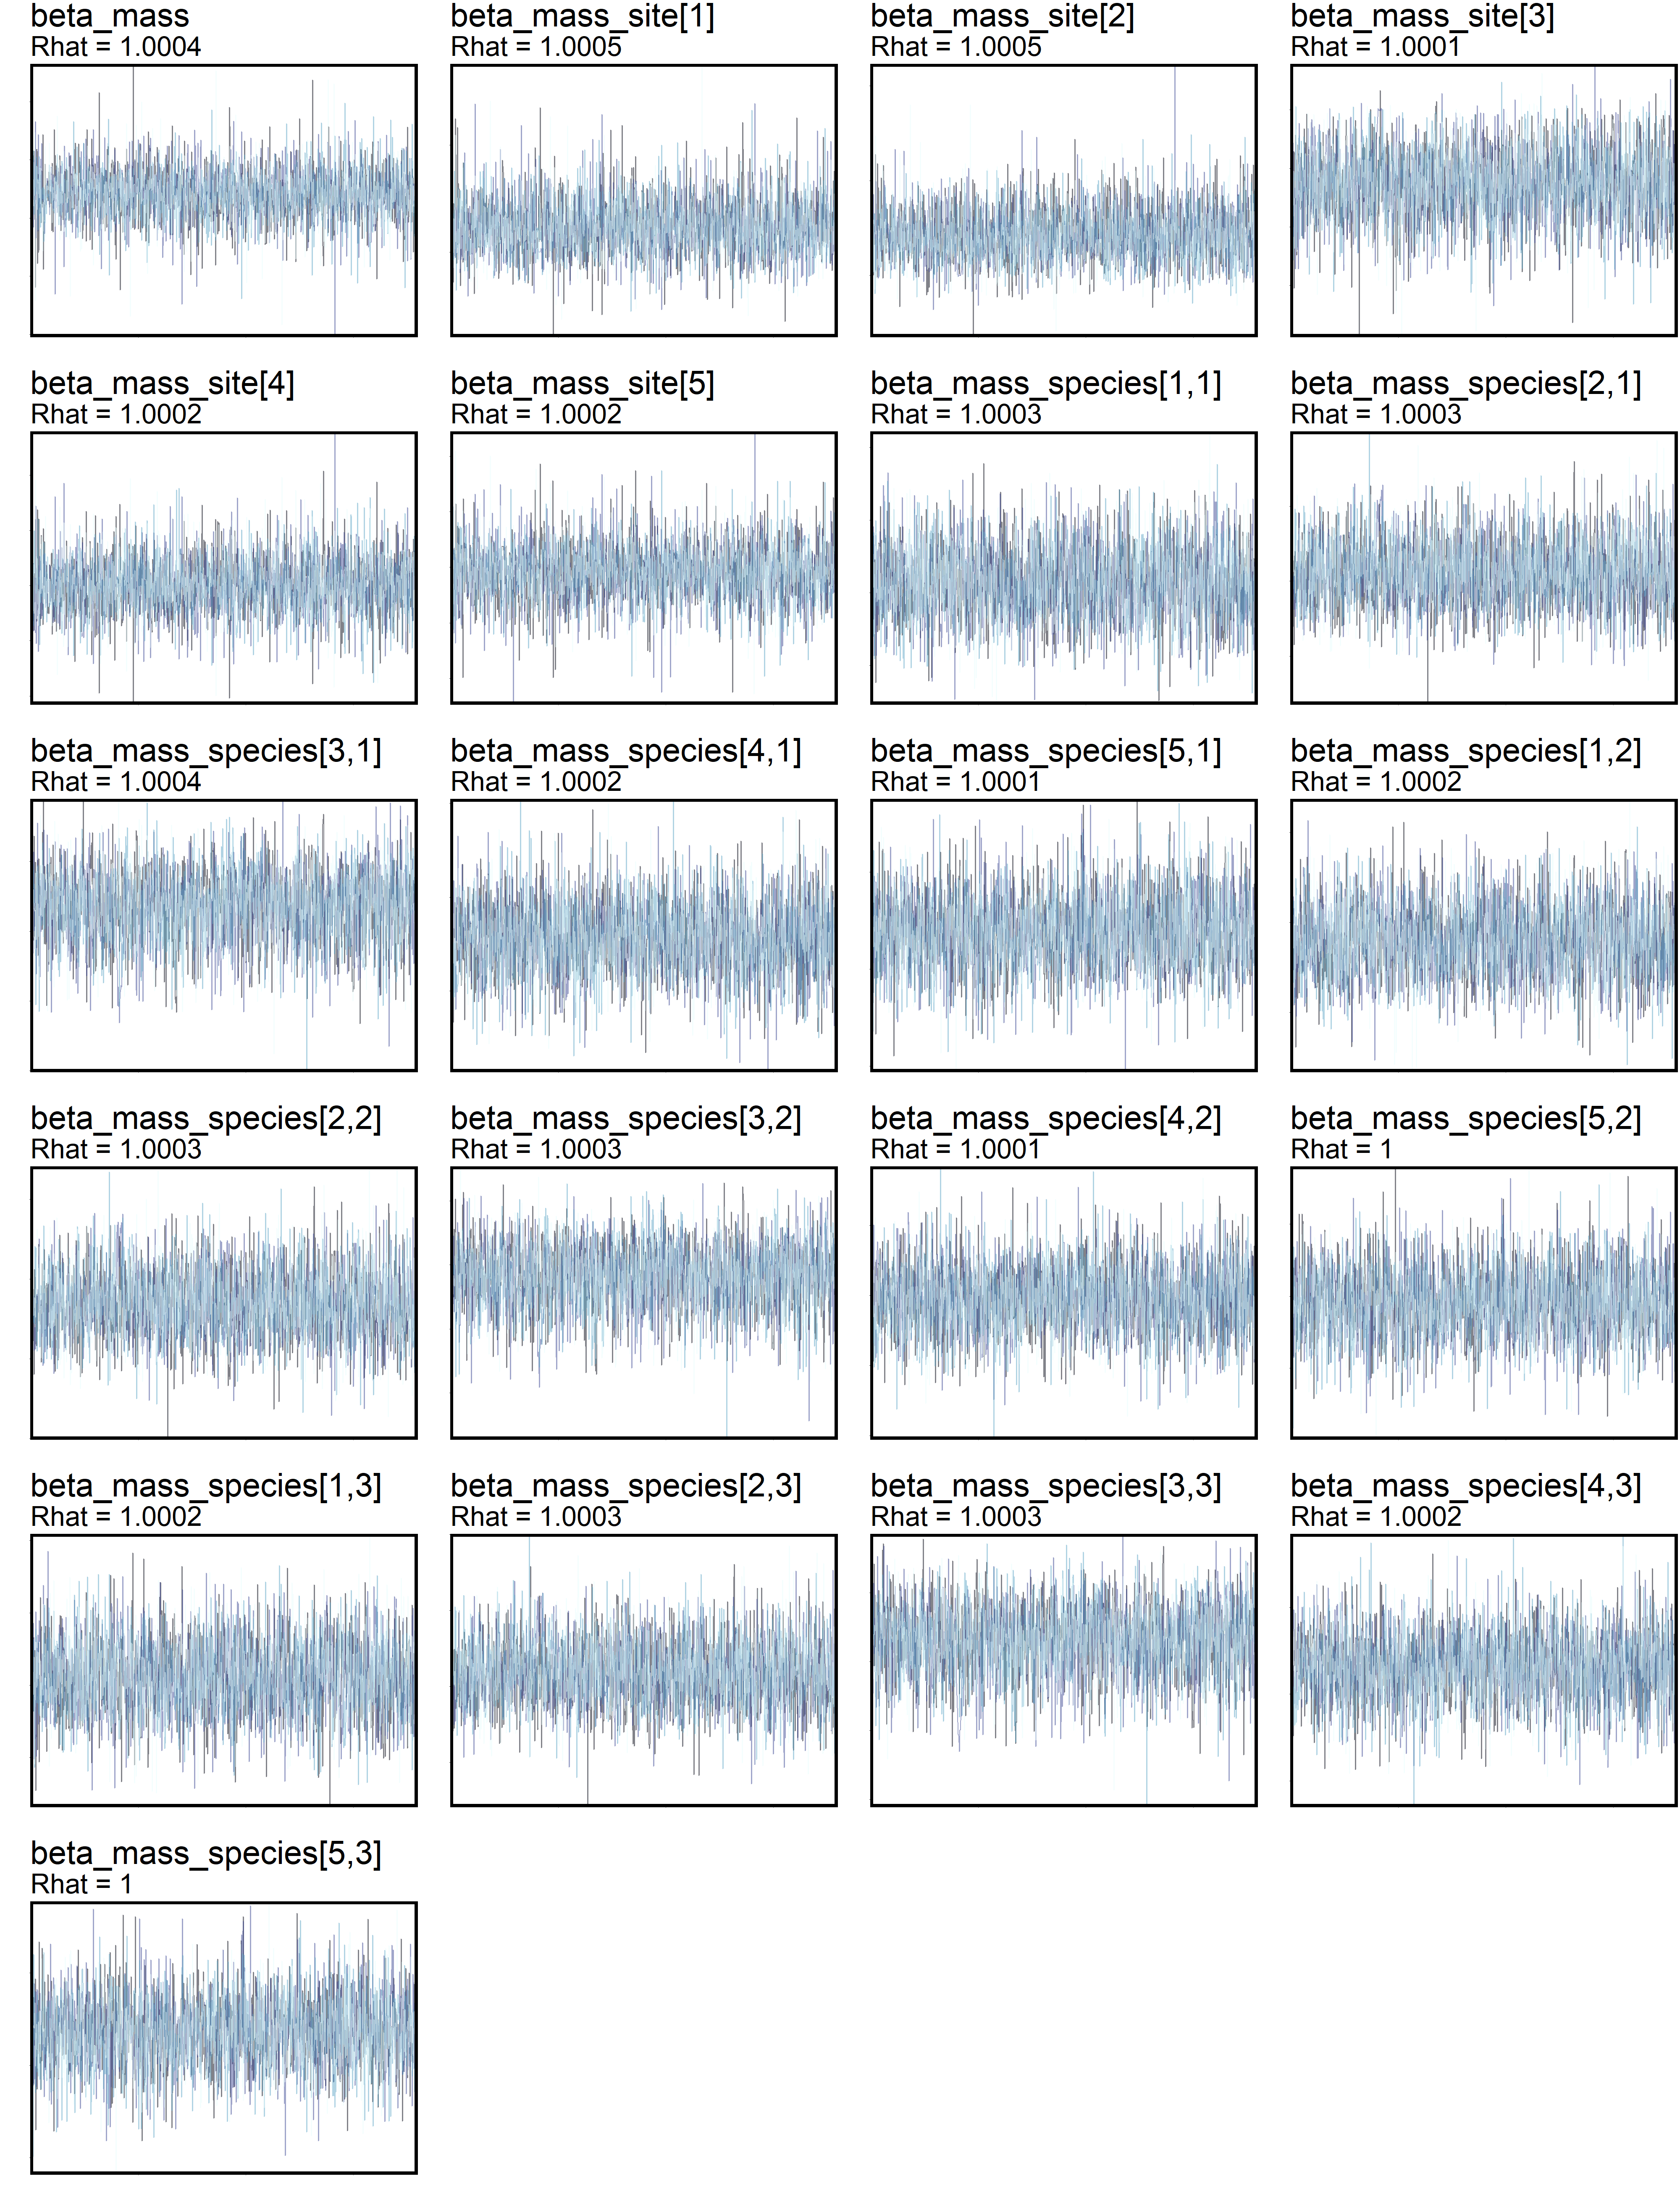 beta_mass
Rhat = 1.0004
beta_mass_site[1]
Rhat = 1.0005
beta_mass_site[2]
Rhat = 1.0005
beta_mass_site[3]
Rhat = 1.0001
beta_mass_site[4]
Rhat = 1.0002
beta_mass_site[5]
Rhat = 1.0002
beta_mass_species[1,1]
Rhat = 1.0003
beta_mass_species[2,1]
Rhat = 1.0003
beta_mass_species[3,1]
Rhat = 1.0004
beta_mass_species[4,1]
Rhat = 1.0002
beta_mass_species[5,1]
Rhat = 1.0001
beta_mass_species[1,2]
Rhat = 1.0002
beta_mass_species[2,2]
Rhat = 1.0003
beta_mass_species[3,2]
Rhat = 1.0003
beta_mass_species[4,2]
Rhat = 1.0001
beta_mass_species[5,2]
Rhat = 1
beta_mass_species[1,3]
Rhat = 1.0002
beta_mass_species[2,3]
Rhat = 1.0003
beta_mass_species[3,3]
Rhat = 1.0003
beta_mass_species[4,3]
Rhat = 1.0002
beta_mass_species[5,3]
Rhat = 1